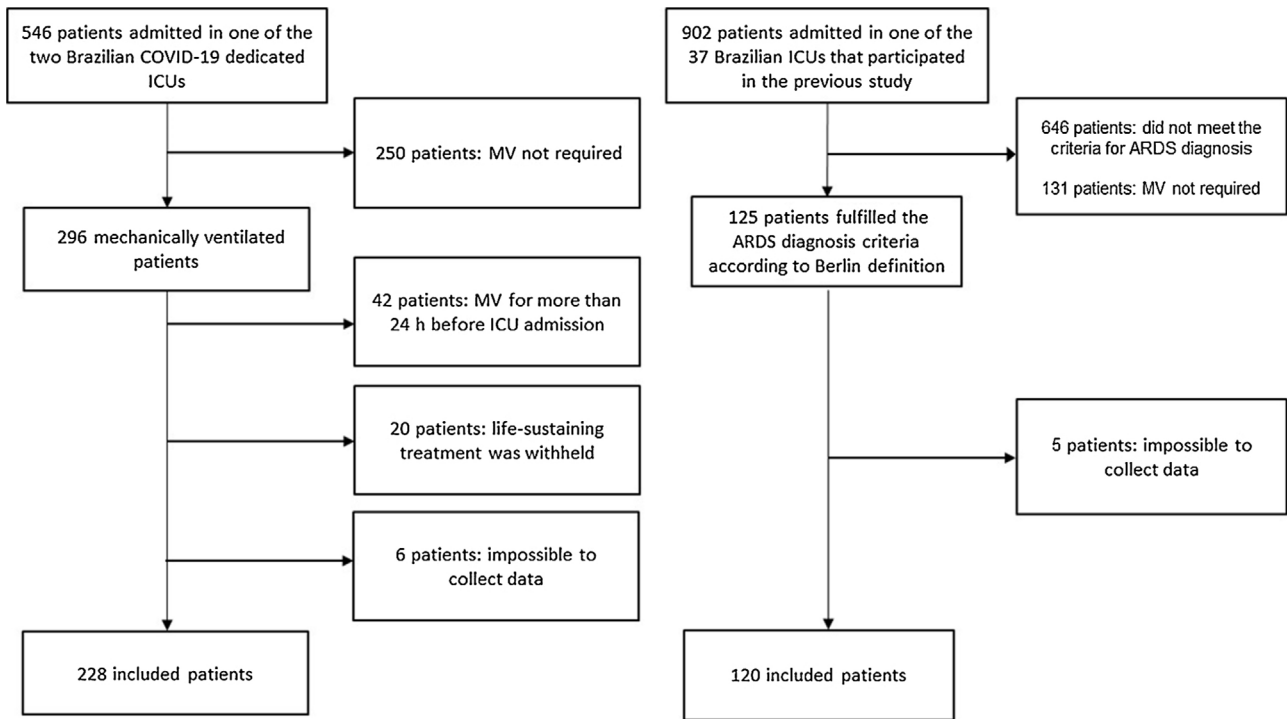 546 patients admitted in one of the
two Brazilian COVID-19 dedicated
ICUs
250 patients: MV not required
296 mechanically ventilated
patients
42 patients: MV for more than
24 h before ICU admission
20 patients: life-sustaining
treatment was withheld
6 patients: impossible to
collect data
228 included patients
902 patients admitted in one of the
37 Brazilian ICUs that participated
in the previous study
646 patients: did not meet the
criteria for ARDS diagnosis
131 patients: MV not required
125 patients fulfilled the
ARDS diagnosis criteria
according to Berlin definition
5 patients: impossible to
collect data
120 included patients